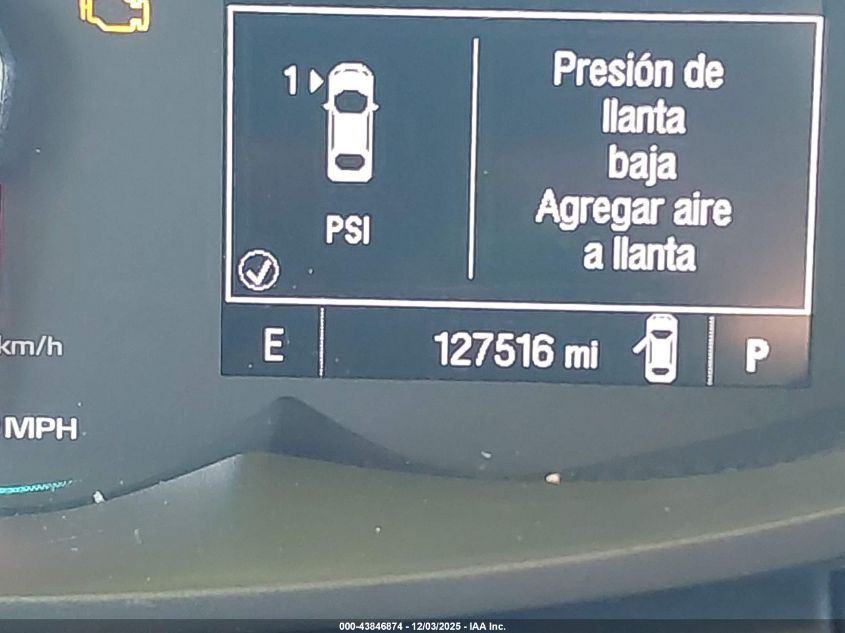 1
PSI
Presión de
llanta
baja
Agregar aire
a llanta
E
127516 mi
P
km/h
MPH
000-43846874 - 12/03/2025 - IAA Inc.